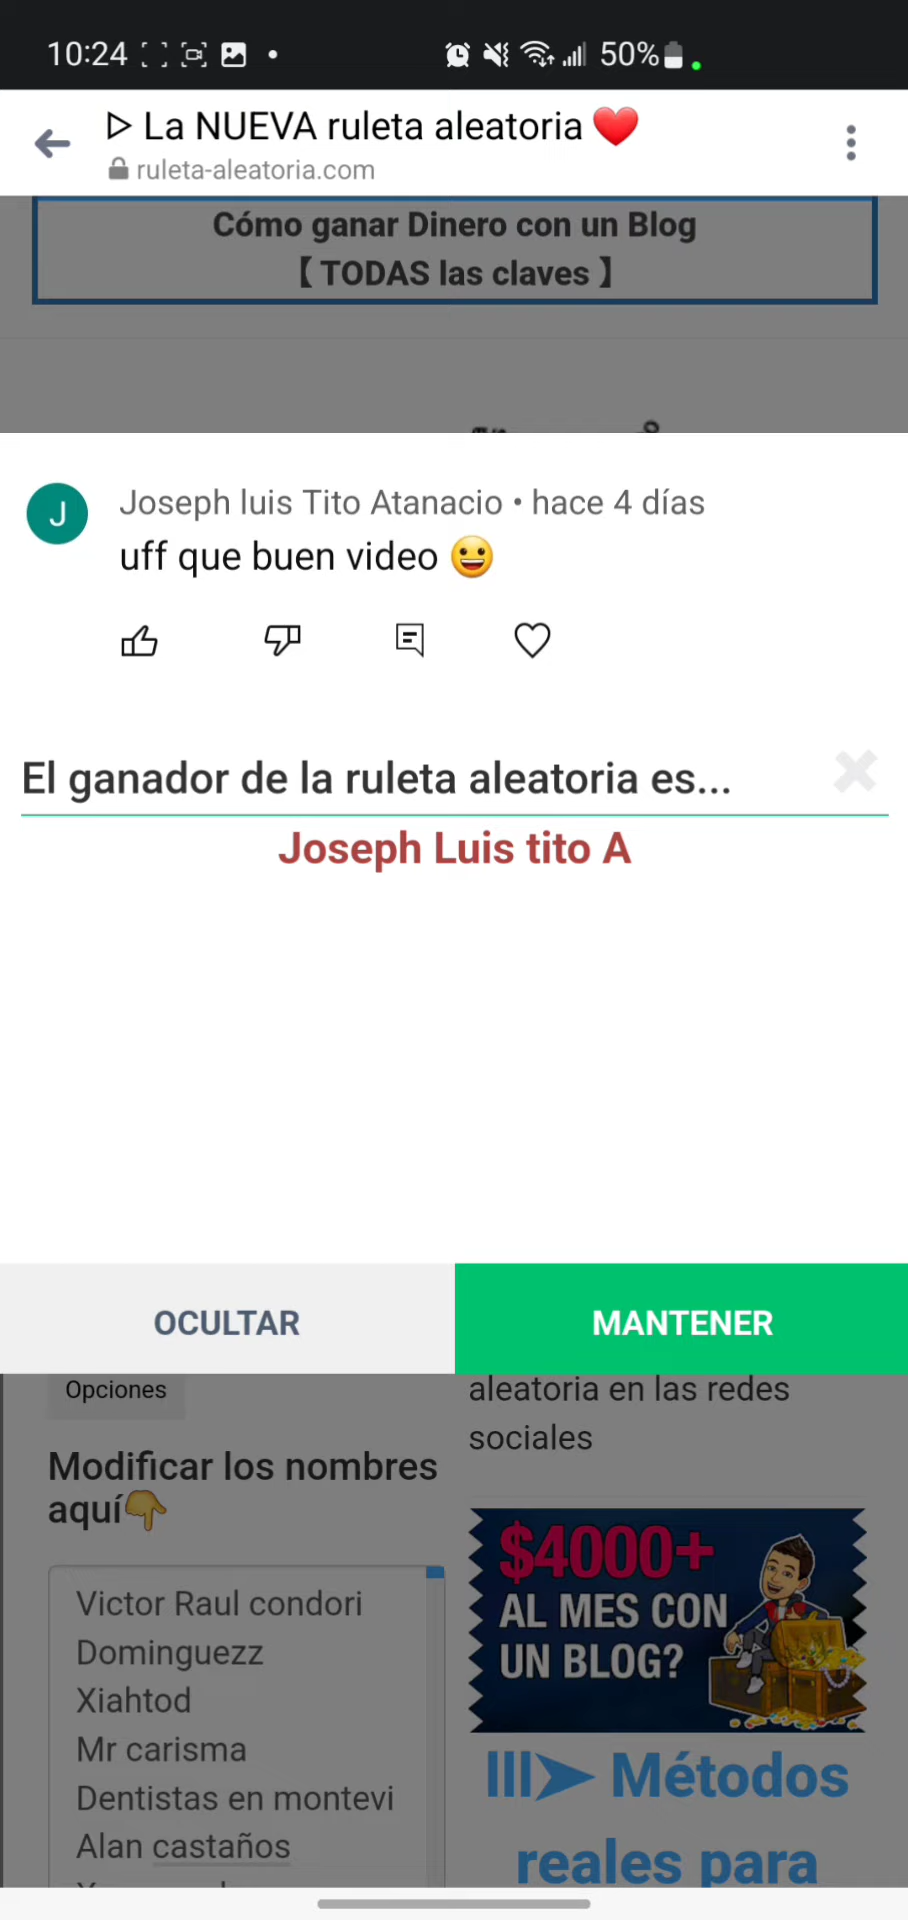 10:24
50%
ᐅ La NUEVA ruleta aleatoria ❤️
ruleta-aleatoria.com
Cómo ganar Dinero con un Blog
【 TODAS las claves 】
J
Joseph luis Tito Atanacio • hace 4 días
uff que buen video 😀
El ganador de la ruleta aleatoria es...
Joseph Luis tito A
OCULTAR
MANTENER
Opciones
Modificar los nombres
aquí👇
Victor Raul condori
Dominguezz
Xiahtod
Mr carisma
Dentistas en montevi
Alan castaños
aleatoria en las redes
sociales
$4000+
AL MES CON
UN BLOG?
lll➤ Métodos
reales para